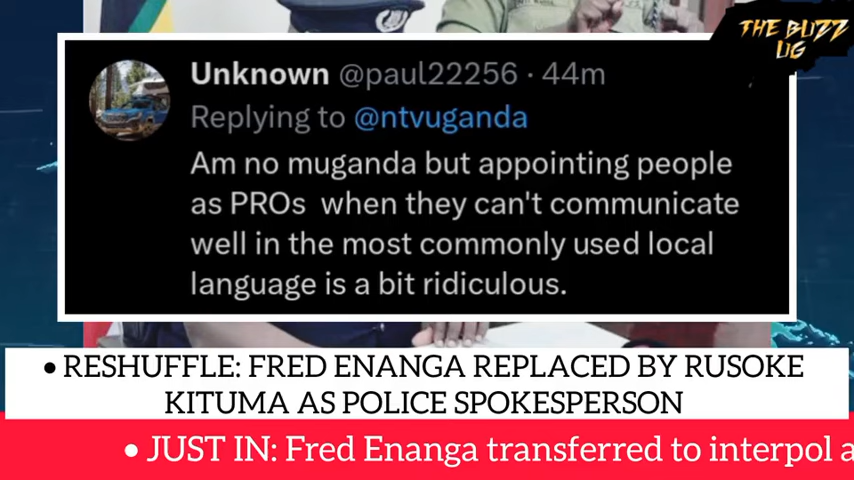 THE BUZZ
UG
Unknown @paul22256 · 44m
Replying to @ntvuganda
Am no muganda but appointing people
as PROs when they can't communicate
well in the most commonly used local
language is a bit ridiculous.
• RESHUFFLE: FRED ENANGA REPLACED BY RUSOKE
KITUMA AS POLICE SPOKESPERSON
• JUST IN: Fred Enanga transferred to interpol a